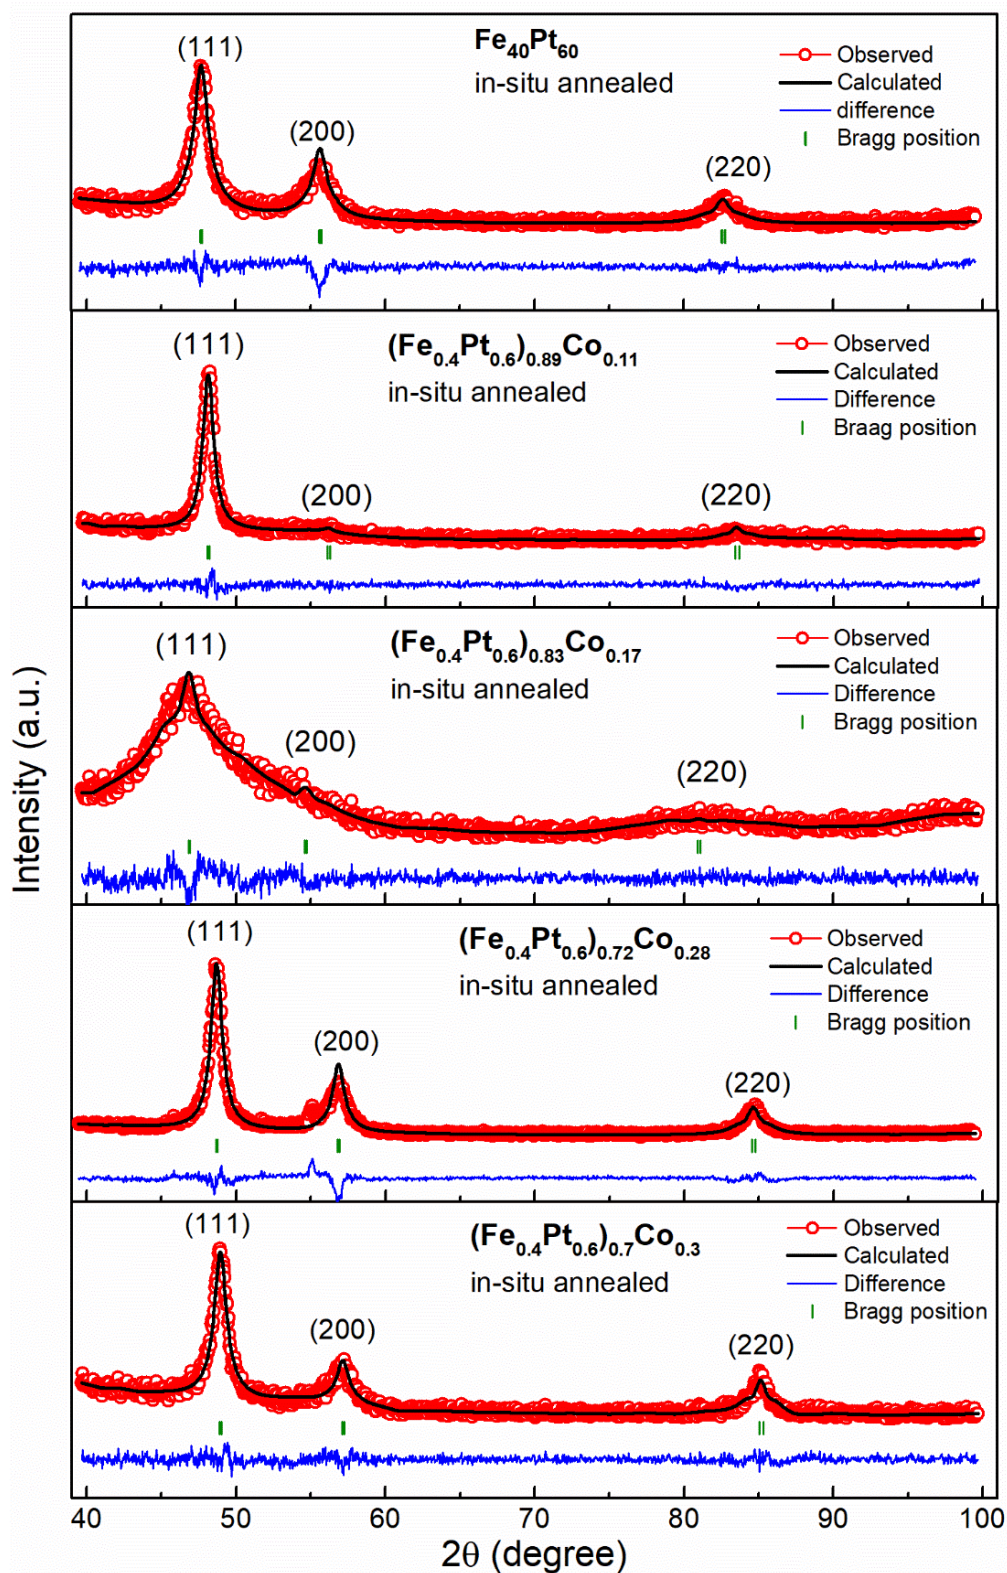 Fe40Pt60
in-situ annealed
(111)
(200)
(220)
Observed
Calculated
difference
Bragg position
(Fe0.4Pt0.6)0.89Co0.11
in-situ annealed
(111)
(200)
(220)
Observed
Calculated
Difference
Braag position
(Fe0.4Pt0.6)0.83Co0.17
in-situ annealed
(111)
(200)
(220)
Observed
Calculated
Difference
Bragg position
(Fe0.4Pt0.6)0.72Co0.28
in-situ annealed
(111)
(200)
(220)
Observed
Calculated
Difference
Bragg position
(Fe0.4Pt0.6)0.7Co0.3
in-situ annealed
(111)
(200)
(220)
Observed
Calculated
Difference
Bragg position
Intensity (a.u.)
40 50 60 70 80 90 100
2θ (degree)